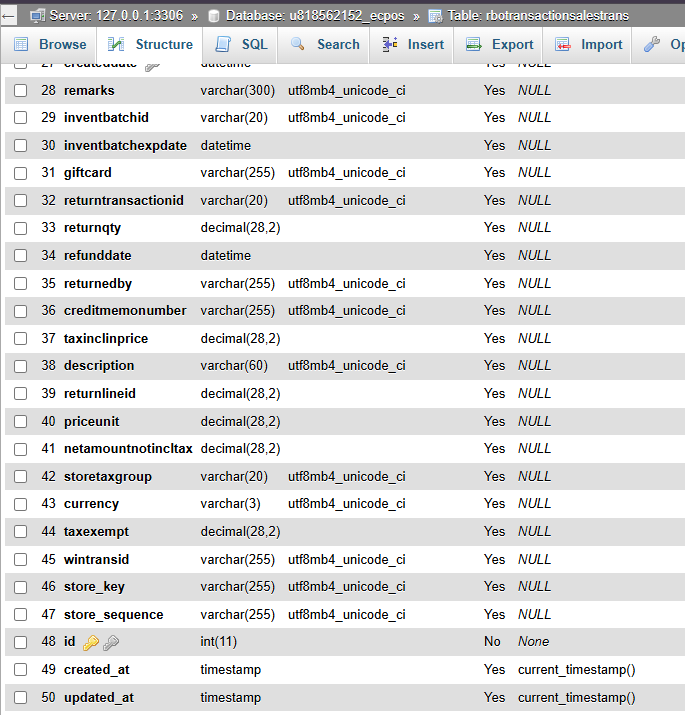 Server: 127.0.0.1:3306 » Database: u818562152_ecpos » Table: rbotransactionsalestrans
Browse Structure SQL Search Insert Export Import Op
27 createddate datetime Yes NULL
28 remarks varchar(300) utf8mb4_unicode_ci Yes NULL
29 inventbatchid varchar(20) utf8mb4_unicode_ci Yes NULL
30 inventbatchexpdate datetime Yes NULL
31 giftcard varchar(255) utf8mb4_unicode_ci Yes NULL
32 returntransactionid varchar(20) utf8mb4_unicode_ci Yes NULL
33 returnqty decimal(28,2) Yes NULL
34 refunddate datetime Yes NULL
35 returnedby varchar(255) utf8mb4_unicode_ci Yes NULL
36 creditmemonumber varchar(255) utf8mb4_unicode_ci Yes NULL
37 taxinclinprice decimal(28,2) Yes NULL
38 description varchar(60) utf8mb4_unicode_ci Yes NULL
39 returnlineid decimal(28,2) Yes NULL
40 priceunit decimal(28,2) Yes NULL
41 netamountnotincltax decimal(28,2) Yes NULL
42 storetaxgroup varchar(20) utf8mb4_unicode_ci Yes NULL
43 currency varchar(3) utf8mb4_unicode_ci Yes NULL
44 taxexempt decimal(28,2) Yes NULL
45 wintransid varchar(255) utf8mb4_unicode_ci Yes NULL
46 store_key varchar(255) utf8mb4_unicode_ci Yes NULL
47 store_sequence varchar(255) utf8mb4_unicode_ci Yes NULL
48 id int(11) No None
49 created_at timestamp Yes current_timestamp()
50 updated_at timestamp Yes current_timestamp()